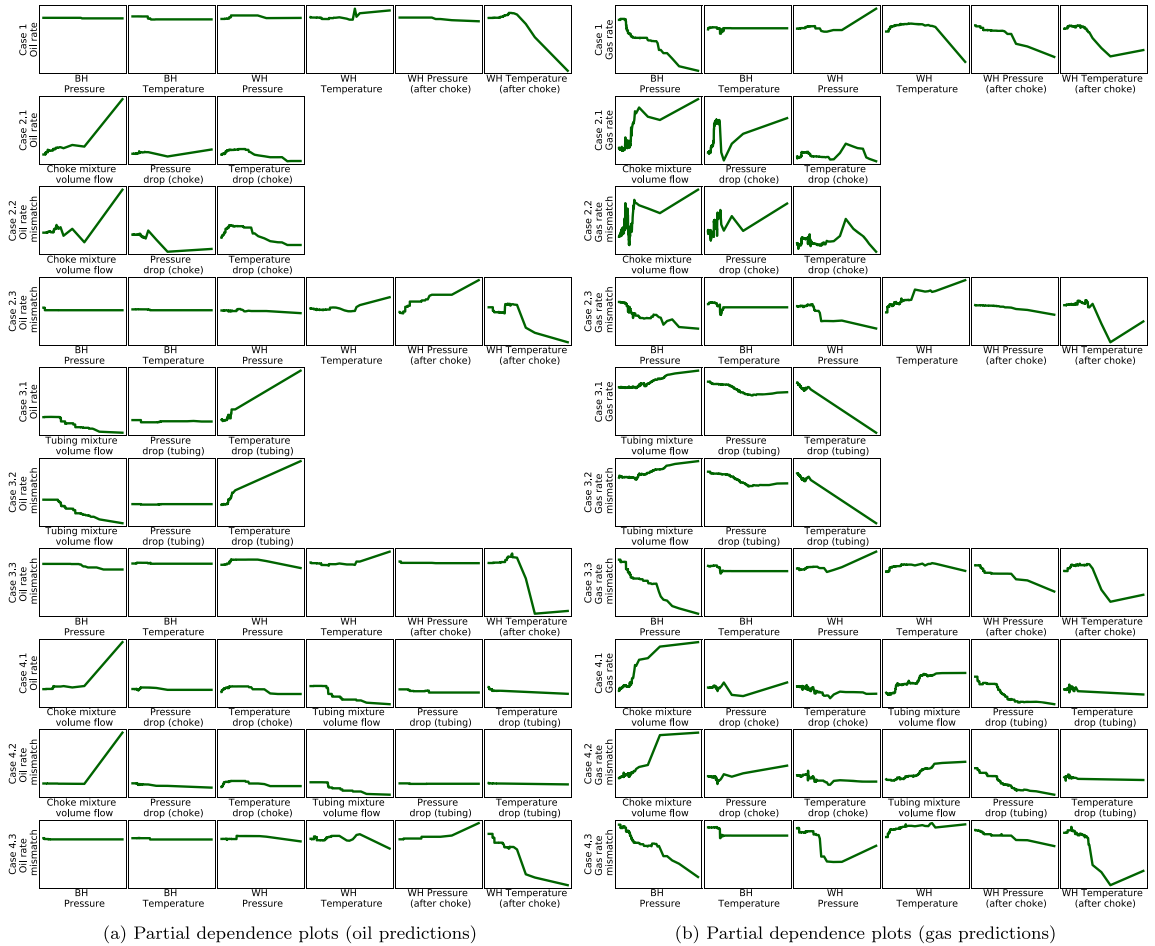 Case 1
Oil rate
BH
Pressure
BH
Temperature
WH
Pressure
WH
Temperature
WH Pressure
(after choke)
WH Temperature
(after choke)
Case 2.1
Oil rate
Choke mixture
volume flow
Pressure
drop (choke)
Temperature
drop (choke)
Case 2.2
Oil rate
mismatch
Choke mixture
volume flow
Pressure
drop (choke)
Temperature
drop (choke)
Case 2.3
Oil rate
mismatch
BH
Pressure
BH
Temperature
WH
Pressure
WH
Temperature
WH Pressure
(after choke)
WH Temperature
(after choke)
Case 3.1
Oil rate
Tubing mixture
volume flow
Pressure
drop (tubing)
Temperature
drop (tubing)
Case 3.2
Oil rate
mismatch
Tubing mixture
volume flow
Pressure
drop (tubing)
Temperature
drop (tubing)
Case 3.3
Oil rate
mismatch
BH
Pressure
BH
Temperature
WH
Pressure
WH
Temperature
WH Pressure
(after choke)
WH Temperature
(after choke)
Case 4.1
Oil rate
Choke mixture
volume flow
Pressure
drop (choke)
Temperature
drop (choke)
Tubing mixture
volume flow
Pressure
drop (tubing)
Temperature
drop (tubing)
Case 4.2
Oil rate
mismatch
Choke mixture
volume flow
Pressure
drop (choke)
Temperature
drop (choke)
Tubing mixture
volume flow
Pressure
drop (tubing)
Temperature
drop (tubing)
Case 4.3
Oil rate
mismatch
BH
Pressure
BH
Temperature
WH
Pressure
WH
Temperature
WH Pressure
(after choke)
WH Temperature
(after choke)
(a) Partial dependence plots (oil predictions)
Case 1
Gas rate
BH
Pressure
BH
Temperature
WH
Pressure
WH
Temperature
WH Pressure
(after choke)
WH Temperature
(after choke)
Case 2.1
Gas rate
Choke mixture
volume flow
Pressure
drop (choke)
Temperature
drop (choke)
Case 2.2
Gas rate
mismatch
Choke mixture
volume flow
Pressure
drop (choke)
Temperature
drop (choke)
Case 2.3
Gas rate
mismatch
BH
Pressure
BH
Temperature
WH
Pressure
WH
Temperature
WH Pressure
(after choke)
WH Temperature
(after choke)
Case 3.1
Gas rate
Tubing mixture
volume flow
Pressure
drop (tubing)
Temperature
drop (tubing)
Case 3.2
Gas rate
mismatch
Tubing mixture
volume flow
Pressure
drop (tubing)
Temperature
drop (tubing)
Case 3.3
Gas rate
mismatch
BH
Pressure
BH
Temperature
WH
Pressure
WH
Temperature
WH Pressure
(after choke)
WH Temperature
(after choke)
Case 4.1
Gas rate
Choke mixture
volume flow
Pressure
drop (choke)
Temperature
drop (choke)
Tubing mixture
volume flow
Pressure
drop (tubing)
Temperature
drop (tubing)
Case 4.2
Gas rate
mismatch
Choke mixture
volume flow
Pressure
drop (choke)
Temperature
drop (choke)
Tubing mixture
volume flow
Pressure
drop (tubing)
Temperature
drop (tubing)
Case 4.3
Gas rate
mismatch
BH
Pressure
BH
Temperature
WH
Pressure
WH
Temperature
WH Pressure
(after choke)
WH Temperature
(after choke)
(b) Partial dependence plots (gas predictions)